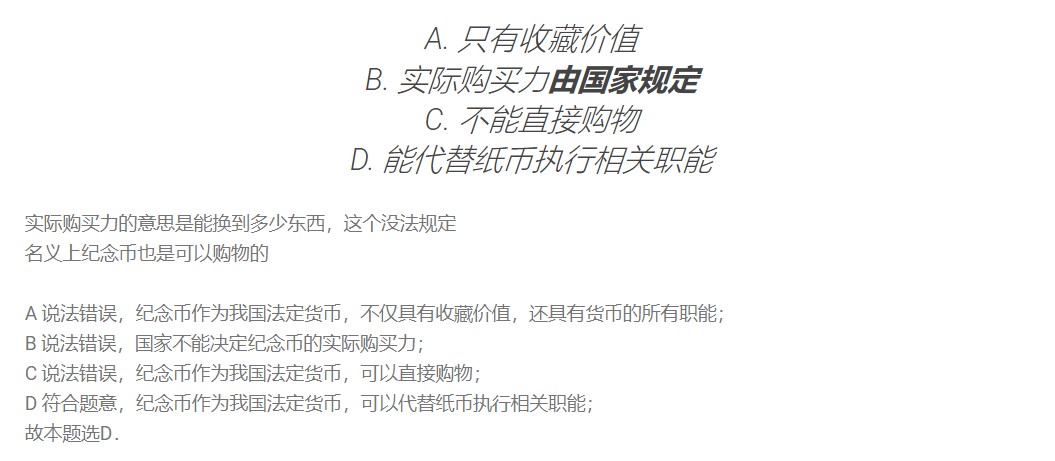 A. 只有收藏价值
B. 实际购买力由国家规定
C. 不能直接购物
D. 能代替纸币执行相关职能
实际购买力的意思是能换到多少东西，这个没法规定
名义上纪念币也是可以购物的
A 说法错误，纪念币作为我国法定货币，不仅具有收藏价值，还具有货币的所有职能；
B 说法错误，国家不能决定纪念币的实际购买力；
C 说法错误，纪念币作为我国法定货币，可以直接购物；
D 符合题意，纪念币作为我国法定货币，可以代替纸币执行相关职能；
故本题选D．